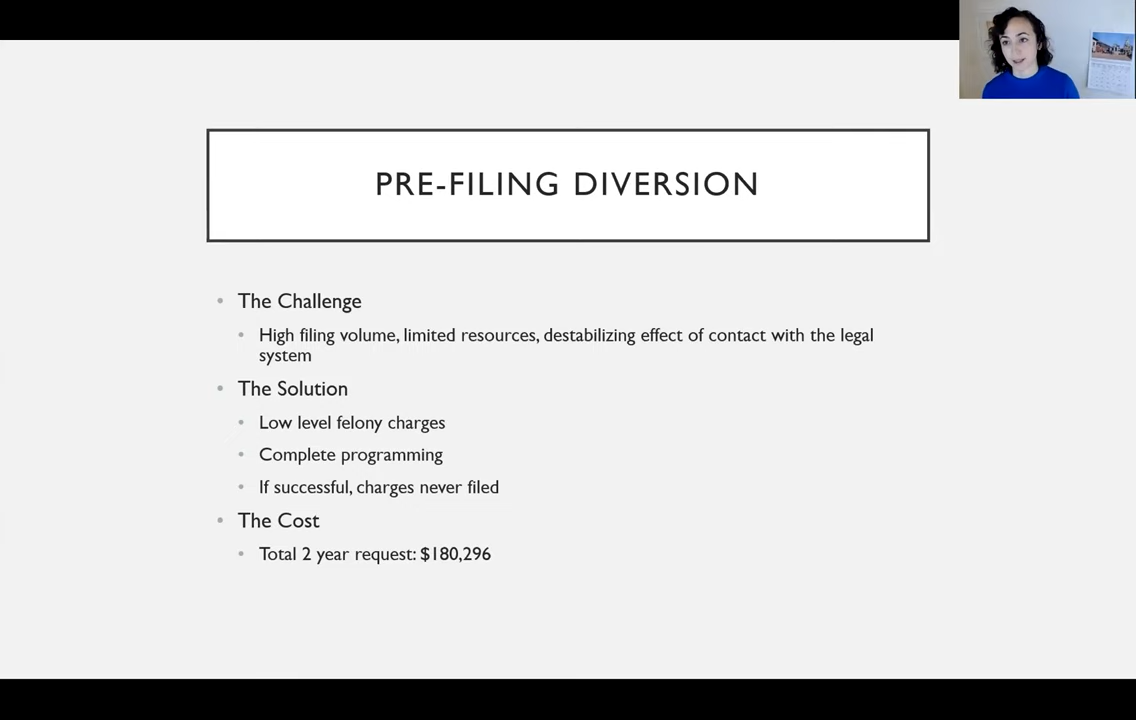 PRE-FILING DIVERSION
The Challenge
High filing volume, limited resources, destabilizing effect of contact with the legal
system
The Solution
Low level felony charges
Complete programming
If successful, charges never filed
The Cost
Total 2 year request: $180,296